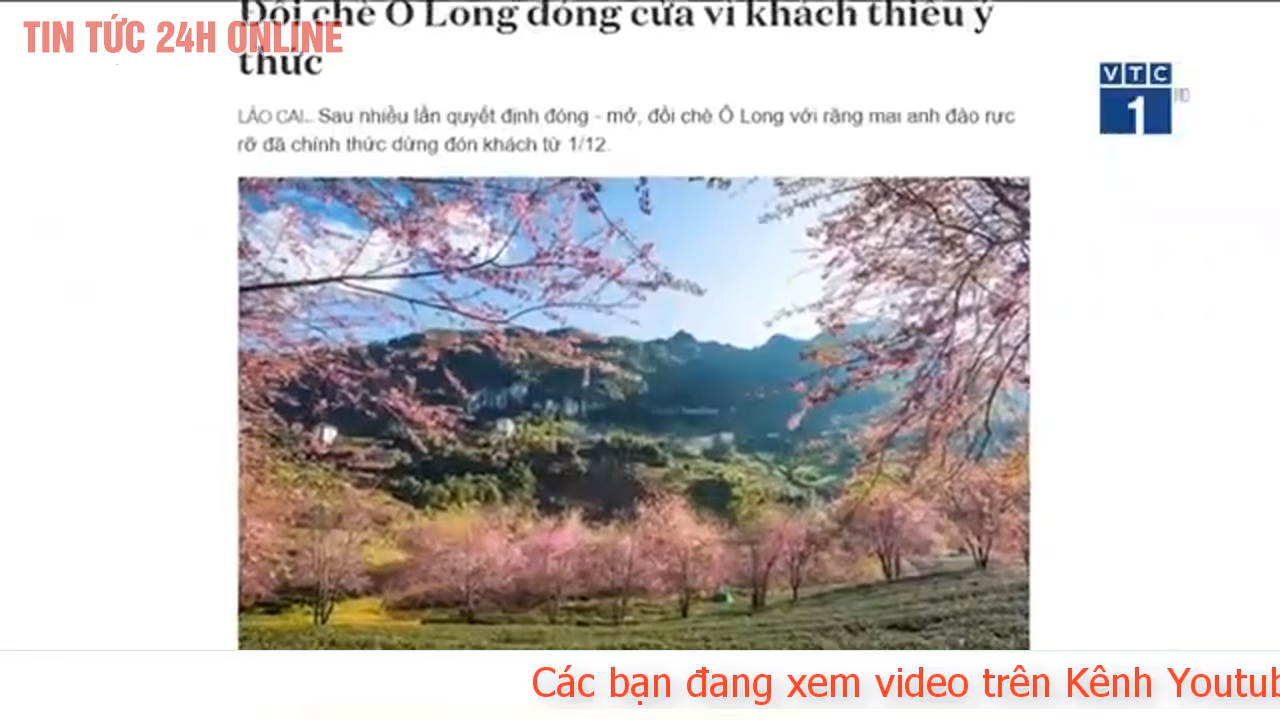 Đồi chè Ô Long đóng cửa vì khách thiếu ý
thức
TIN TỨC 24H ONLINE
LÀO CAI - Sau nhiều lần quyết định đóng - mở, đồi chè Ô Long với rặng mai anh đào rực
rỡ đã chính thức dừng đón khách từ 1/12.
VTC
1
HD
Các bạn đang xem video trên Kênh Youtub